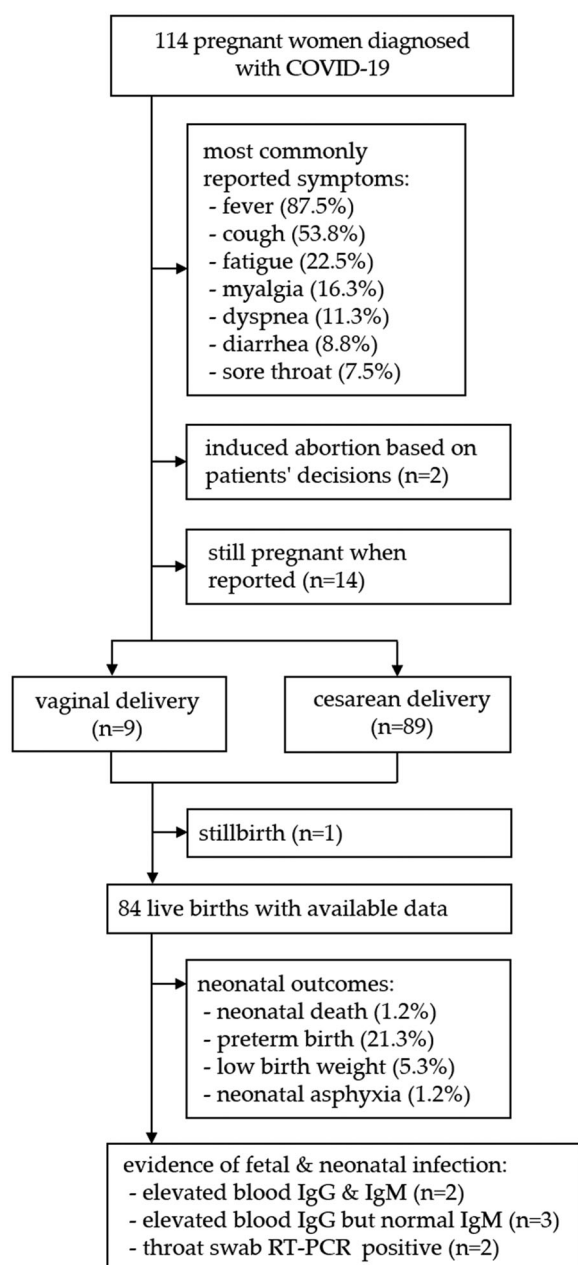 114 pregnant women diagnosed
with COVID-19
most commonly
reported symptoms:
- fever (87.5%)
- cough (53.8%)
- fatigue (22.5%)
- myalgia (16.3%)
- dyspnea (11.3%)
- diarrhea (8.8%)
- sore throat (7.5%)
induced abortion based on
patients' decisions (n=2)
still pregnant when
reported (n=14)
vaginal delivery
(n=9)
cesarean delivery
(n=89)
stillbirth (n=1)
84 live births with available data
neonatal outcomes:
- neonatal death (1.2%)
- preterm birth (21.3%)
- low birth weight (5.3%)
- neonatal asphyxia (1.2%)
evidence of fetal & neonatal infection:
- elevated blood IgG & IgM (n=2)
- elevated blood IgG but normal IgM (n=3)
- throat swab RT-PCR positive (n=2)